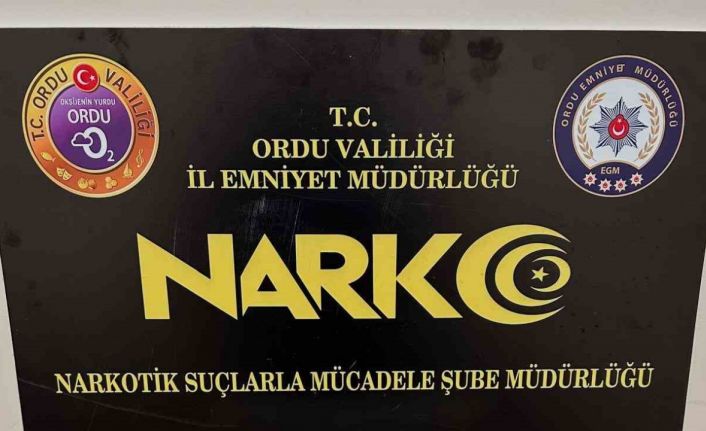 T.C. ORDU VALİLİĞİ
OKSİJENİN YURDU
ORDU
O2
ORDU EMNİYET MÜDÜRLÜĞÜ
EGM
T.C.
ORDU VALİLİĞİ
İL EMNİYET MÜDÜRLÜĞÜ
NARKO
NARKOTİK SUÇLARLA MÜCADELE ŞUBE MÜDÜRLÜĞÜ